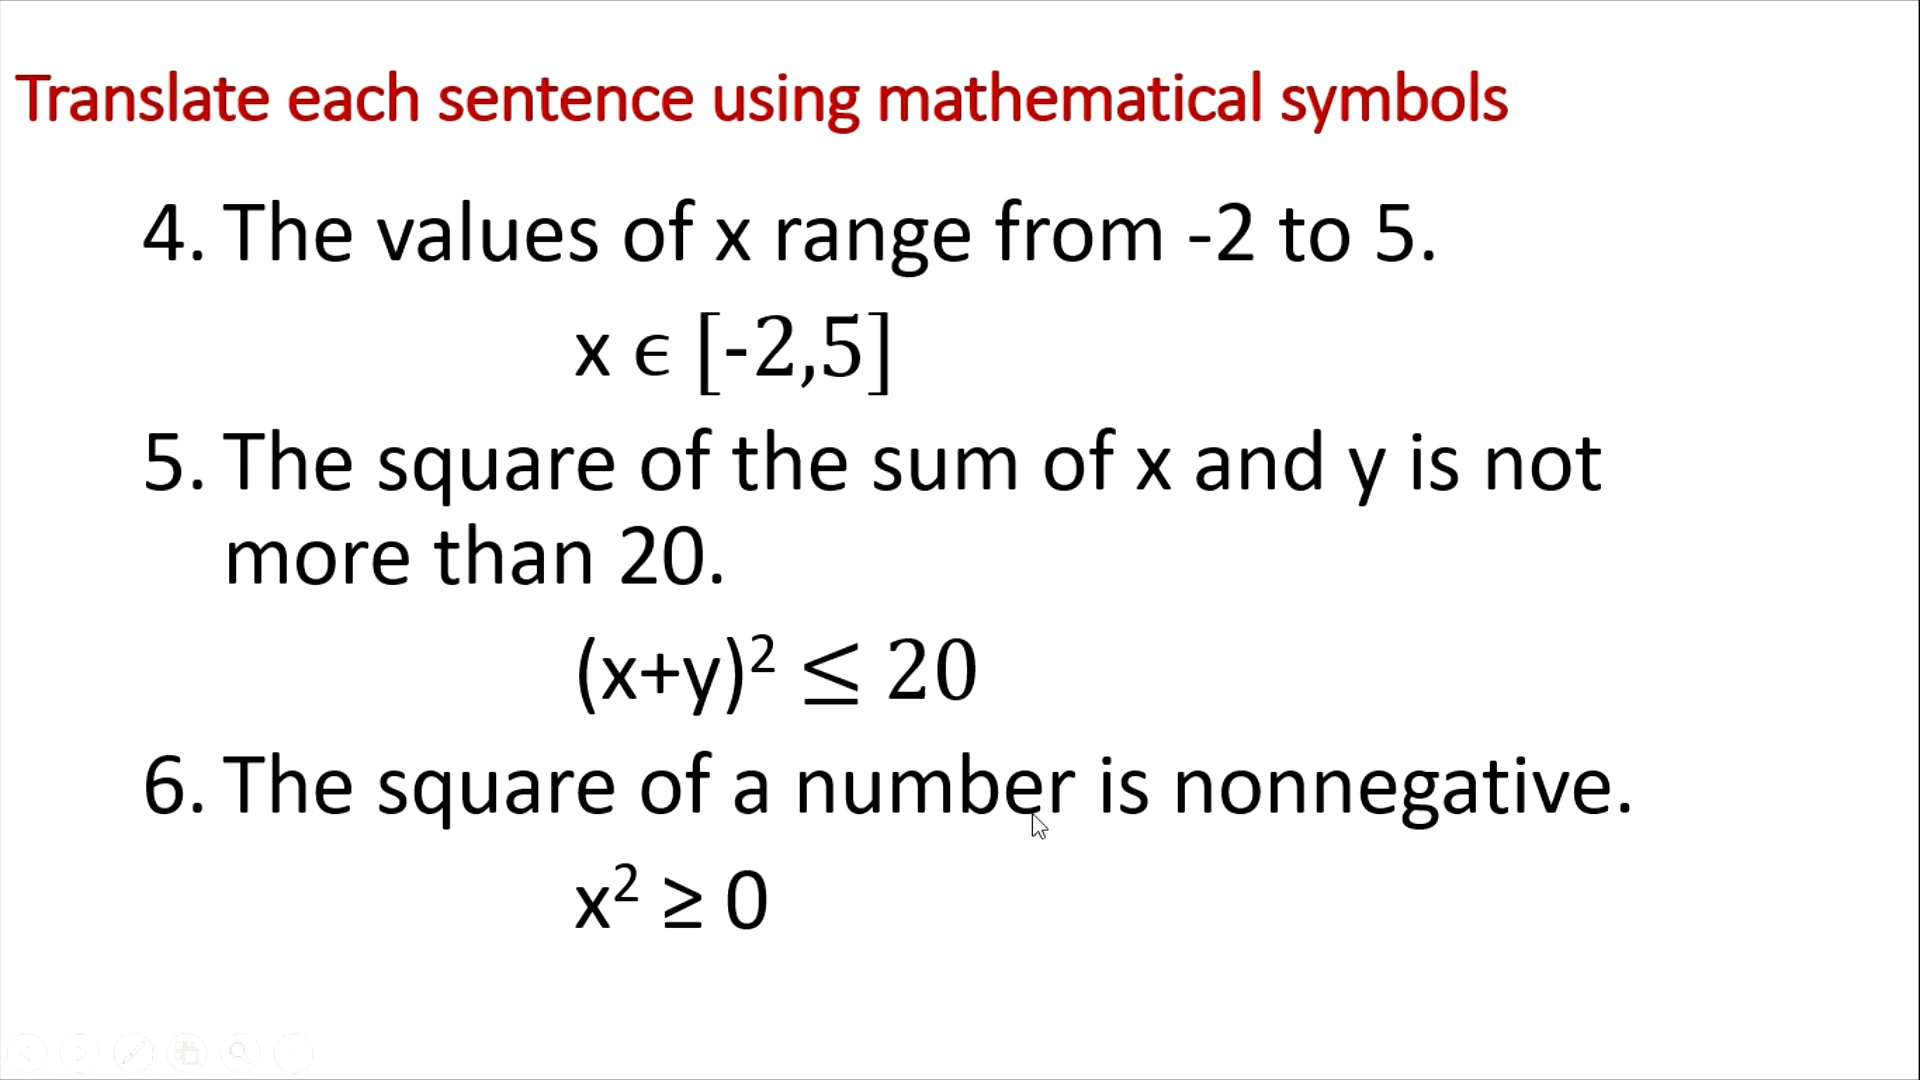 Translate each sentence using mathematical symbols
4. The values of x range from -2 to 5.
x ϵ [-2,5]
5. The square of the sum of x and y is not
more than 20.
(x+y)² ≤ 20
6. The square of a number is nonnegative.
x² ≥ 0